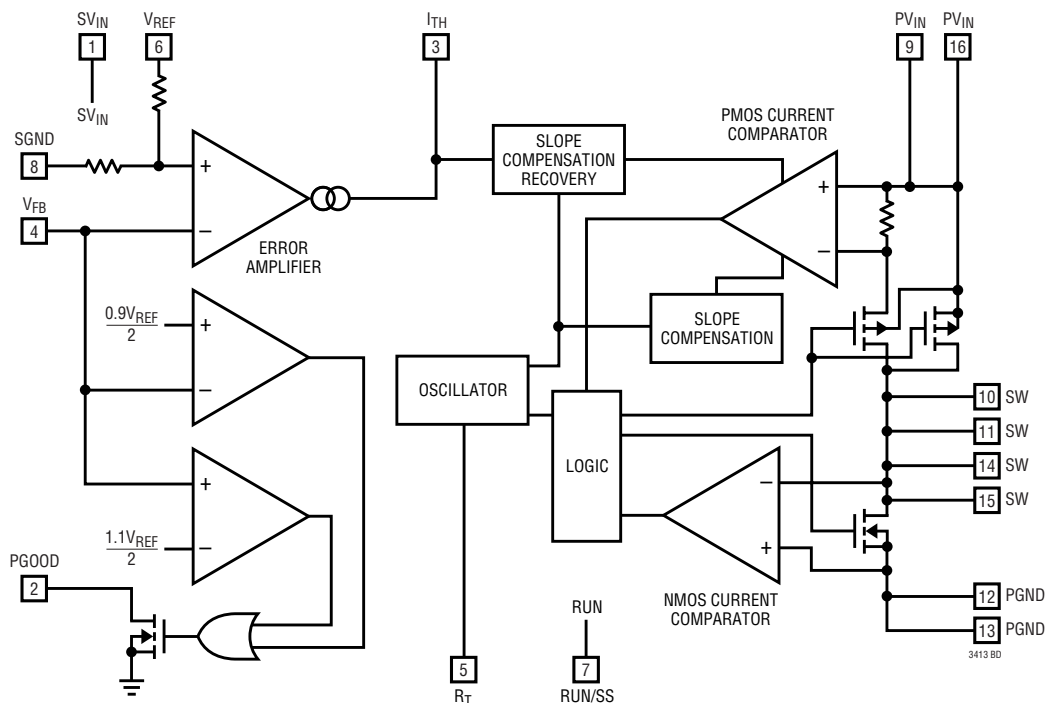 SVIN
1
SVIN
VREF
6
ITH
3
PVIN
9
PVIN
16
SGND
8
+
−
ERROR
AMPLIFIER
VFB
4
SLOPE
COMPENSATION
RECOVERY
PMOS CURRENT
COMPARATOR
+
−
0.9VREF
2
+
−
SLOPE
COMPENSATION
OSCILLATOR
LOGIC
10 SW
11 SW
14 SW
15 SW
1.1VREF
2
+
−
−
+
NMOS CURRENT
COMPARATOR
PGOOD
2
12 PGND
13 PGND
3413 BD
5
RT
RUN
7
RUN/SS